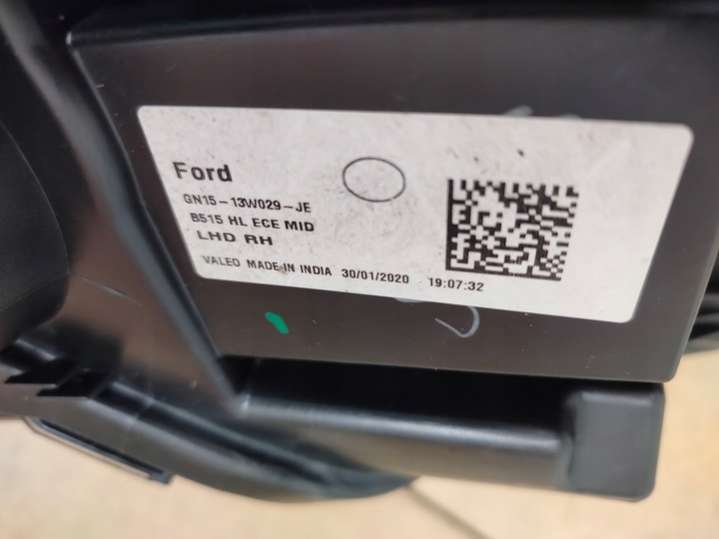 Ford
GN15-13W029-JE
B515 HL ECE MID
LHD RH
VALEO MADE IN INDIA 30/01/2020 19:07:32